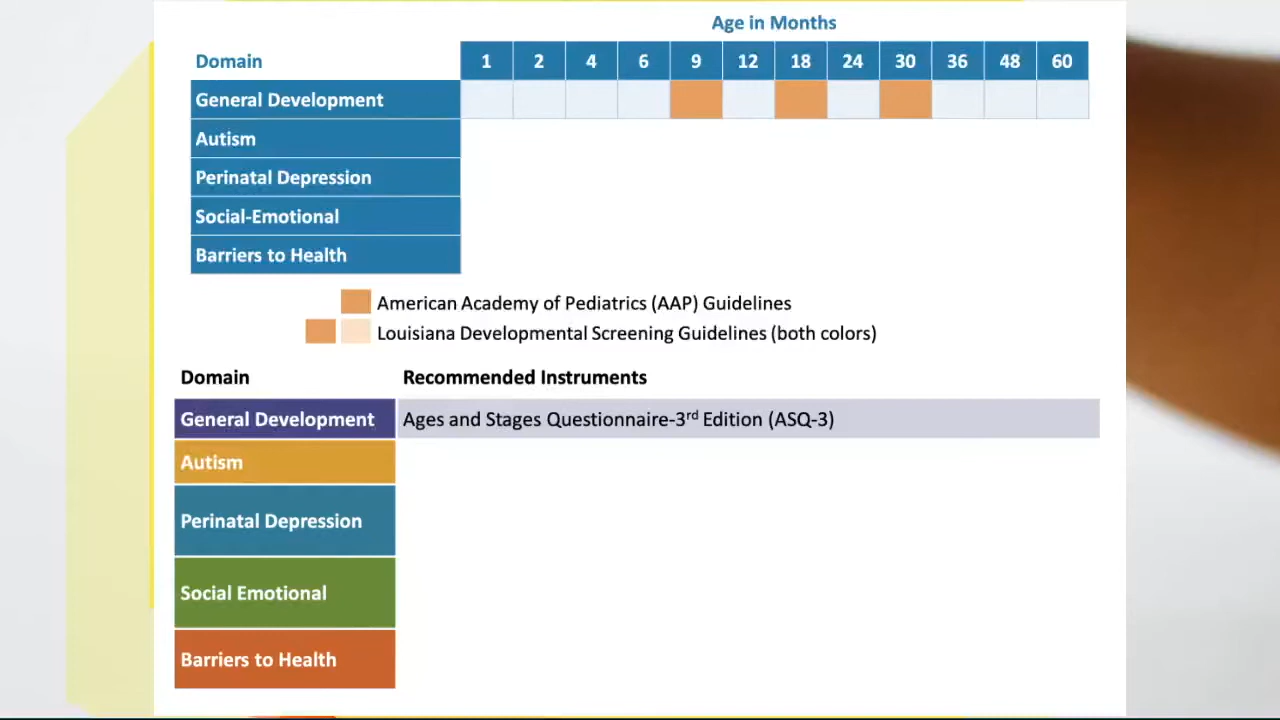 Age in Months
Domain 1 2 4 6 9 12 18 24 30 36 48 60
General Development
Autism
Perinatal Depression
Social-Emotional
Barriers to Health
American Academy of Pediatrics (AAP) Guidelines
Louisiana Developmental Screening Guidelines (both colors)
Domain Recommended Instruments
General Development Ages and Stages Questionnaire-3rd Edition (ASQ-3)
Autism
Perinatal Depression
Social Emotional
Barriers to Health